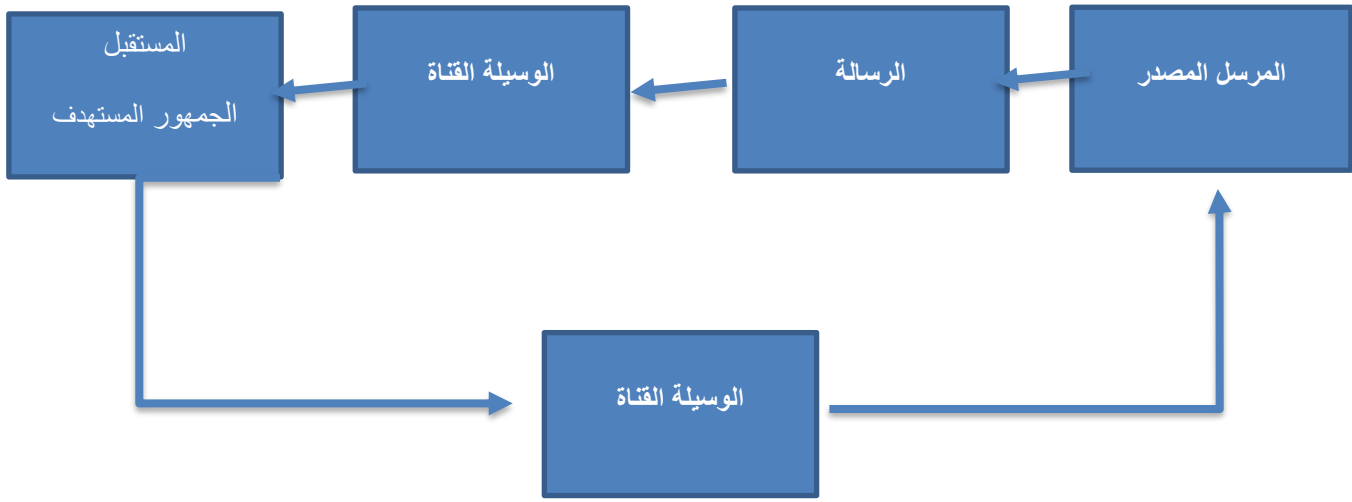 المرسل المصدر
الرسالة
الوسيلة القناة
المستقبل
الجمهور المستهدف
الوسيلة القناة